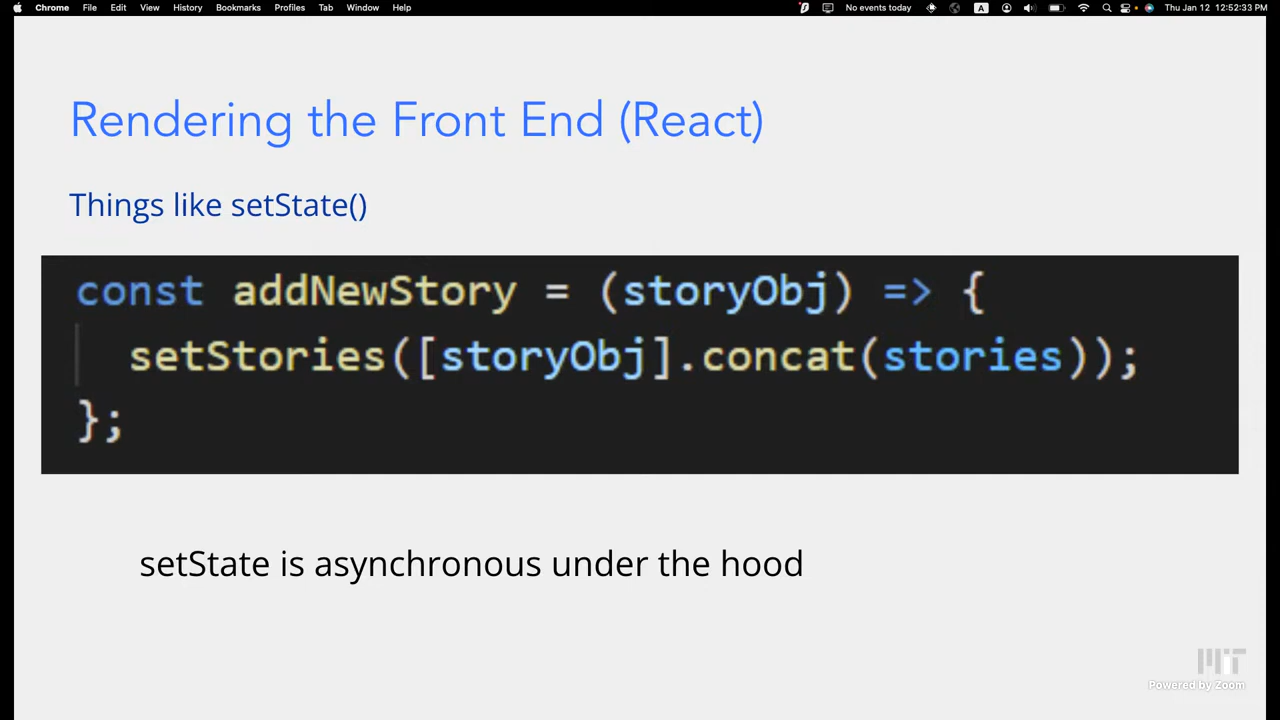 Chrome File Edit View History Bookmarks Profiles Tab Window Help A No events today Thu Jan 12 12:52:33 PM
Rendering the Front End (React)
Things like setState()
const addNewStory = (storyObj) => {
setStories([storyObj].concat(stories));
};
setState is asynchronous under the hood
MIT
Powered by Zoom